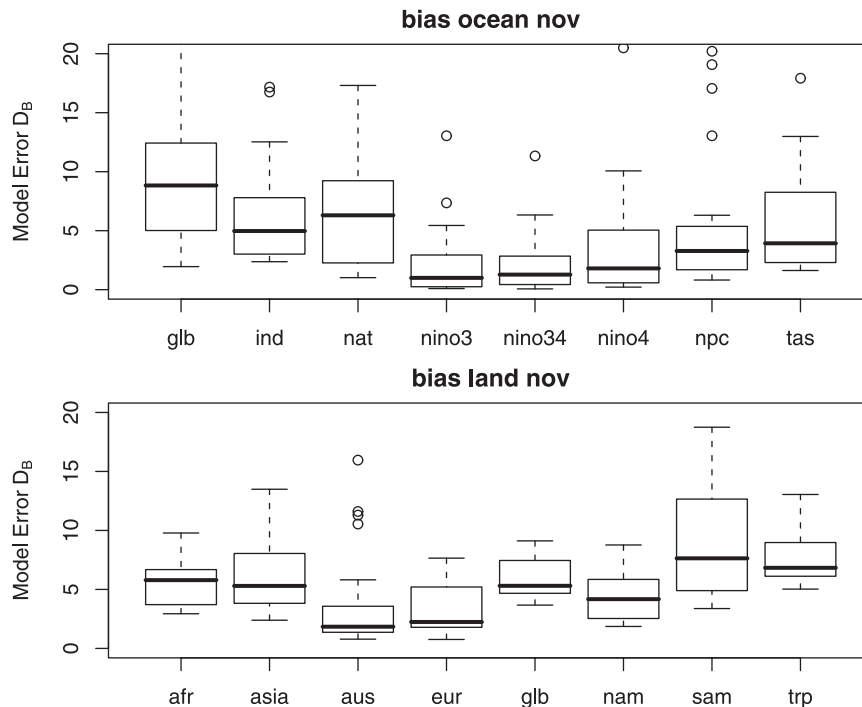 bias ocean nov
Model Error D_B
20
15
10
5
0
glb ind nat nino3 nino34 nino4 npc tas
bias land nov
Model Error D_B
20
15
10
5
0
afr asia aus eur glb nam sam trp